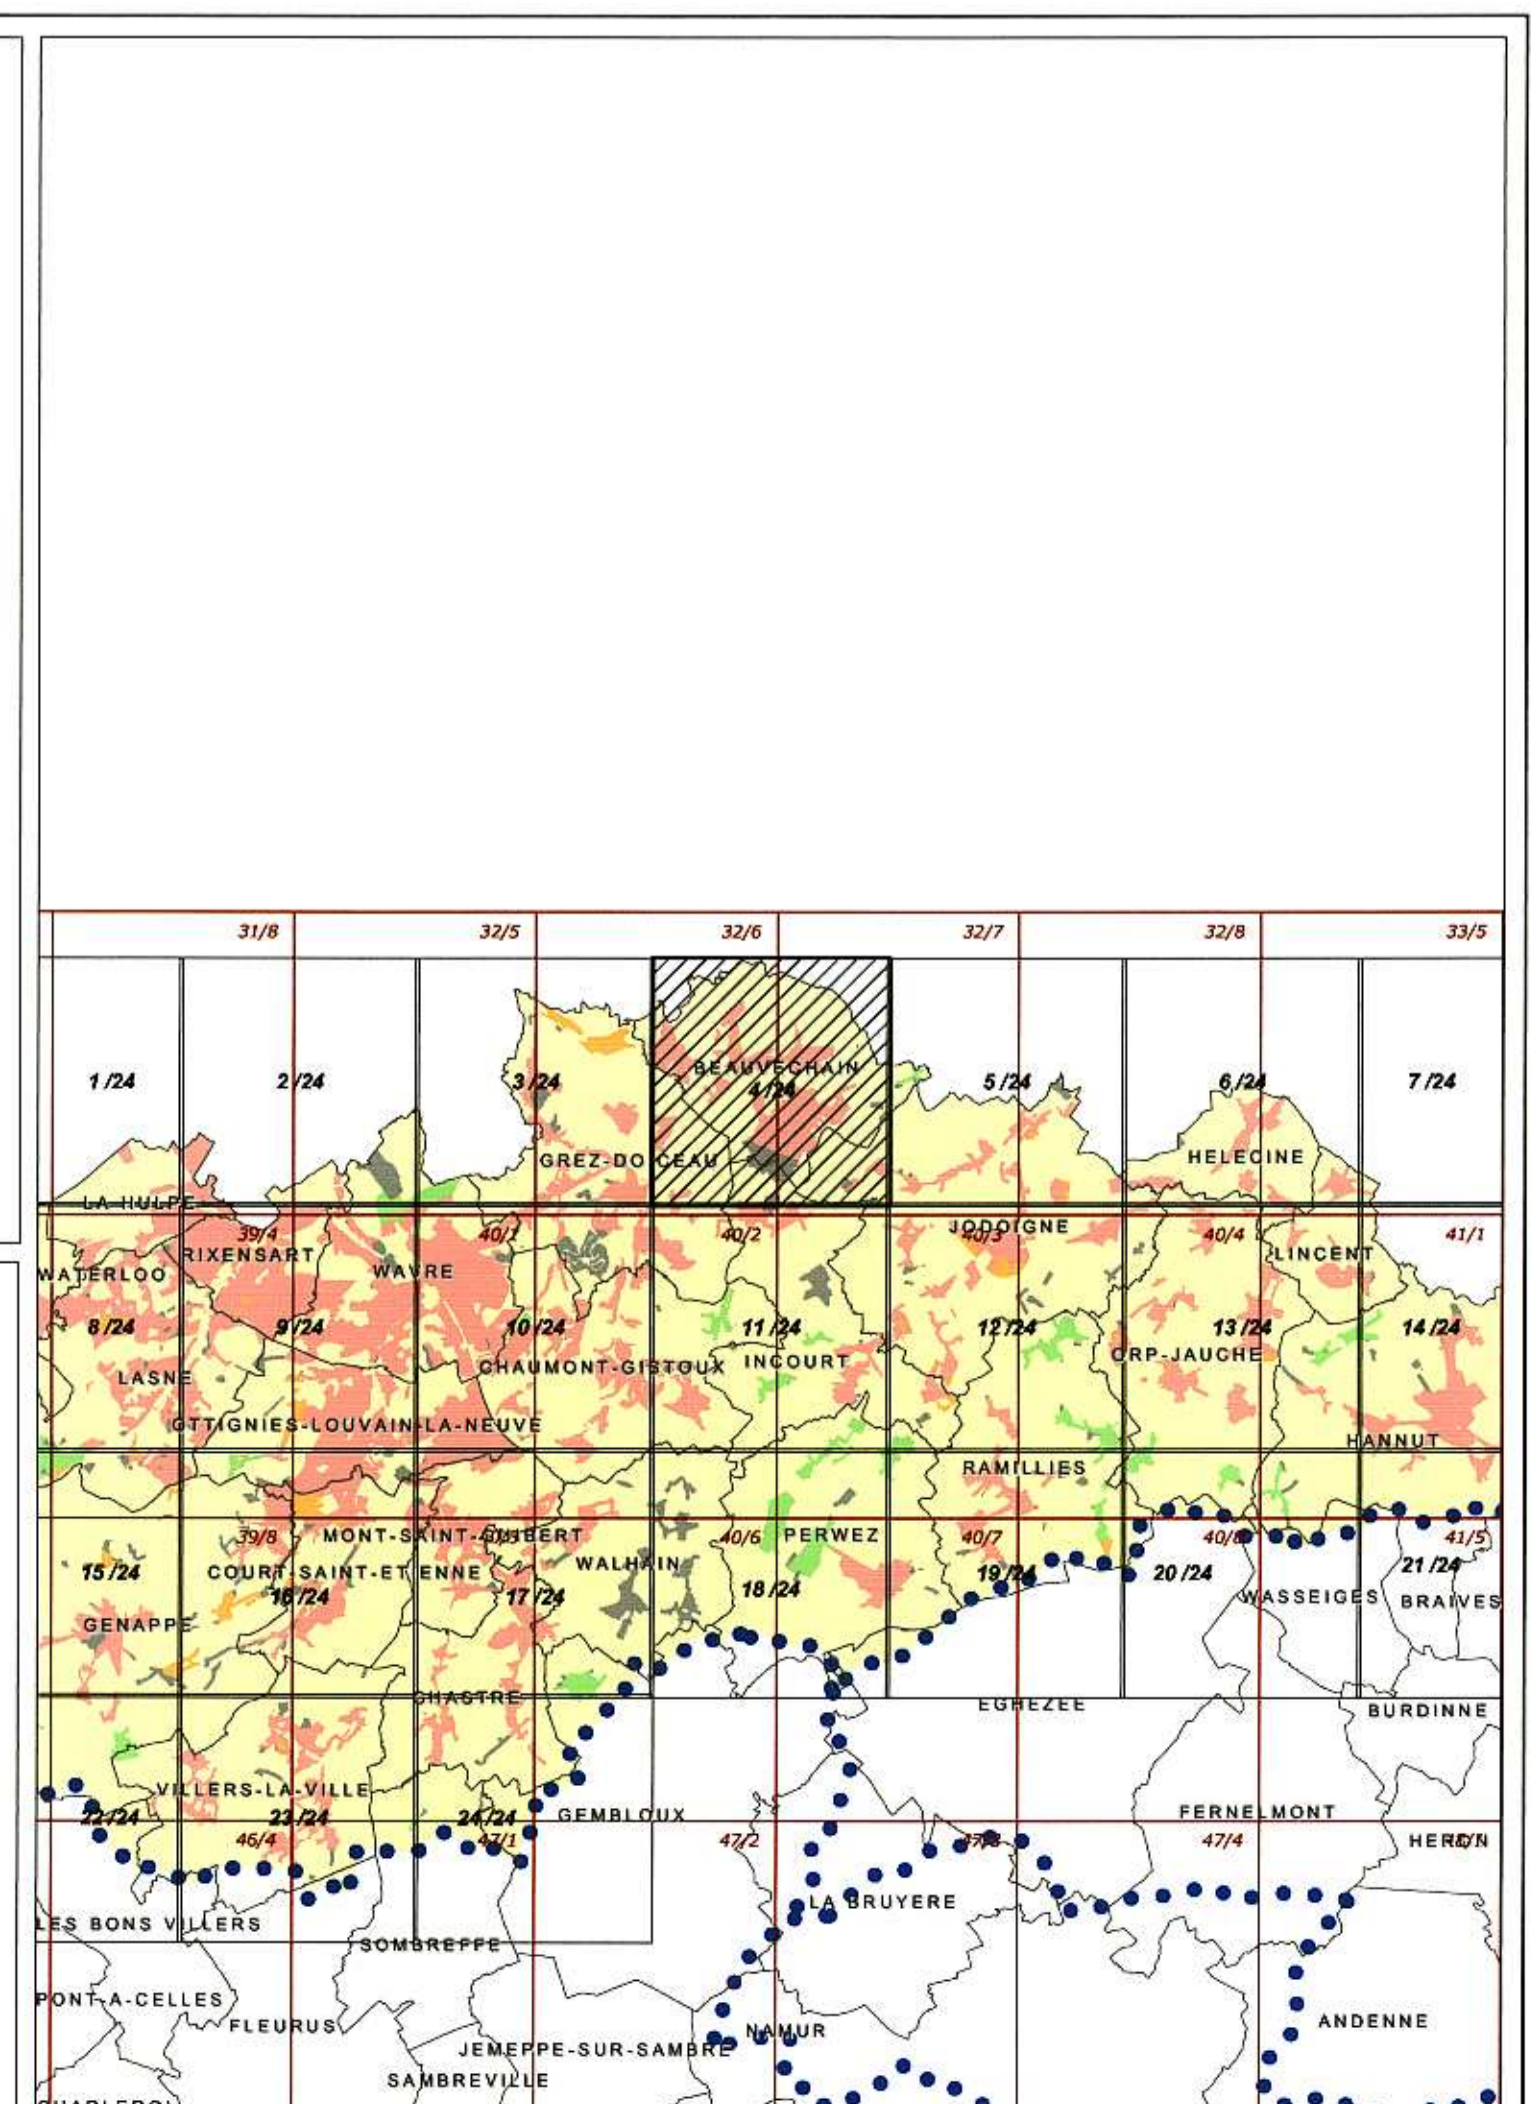 31/8 32/5 32/6 32/7 32/8 33/5
BEAUVECHAIN
1/24 2/24 3/24 4/24 5/24 6/24 7/24
GREZ-DOICEAU HELECINE
LA HULPE
JODOIGNE
39/4 40/1 40/2 40/3 40/4 41/1
RIXENSART LINCENT
WATERLOO WAVRE
8/24 9/24 10/24 11/24 12/24 13/24 14/24
ORP-JAUCHE
CHAUMONT-GISTOUX INCOURT
LASNE
OTTIGNIES-LOUVAIN-LA-NEUVE
HANNUT
RAMILLIES
39/8 MONT-SAINT-GUIBERT 40/6 PERWEZ 40/7 40/8 41/5
WALHAIN
15/24 COURT-SAINT-ETIENNE 19/24 20/24 21/24
16/24 17/24 18/24 WASSEIGES BRAIVES
GENAPPE
CHASTRE EGHEZEE BURDINNE
VILLERS-LA-VILLE
22/24 23/24 24/24 GEMBLOUX FERNELMONT
46/4 47/1 47/2 47/4 HERON
LA BRUYERE
LES BONS VILLERS
SOMBREFFE
PONT-A-CELLES
FLEURUS NAMUR ANDENNE
JEMEPPE-SUR-SAMBRE
SAMBREVILLE